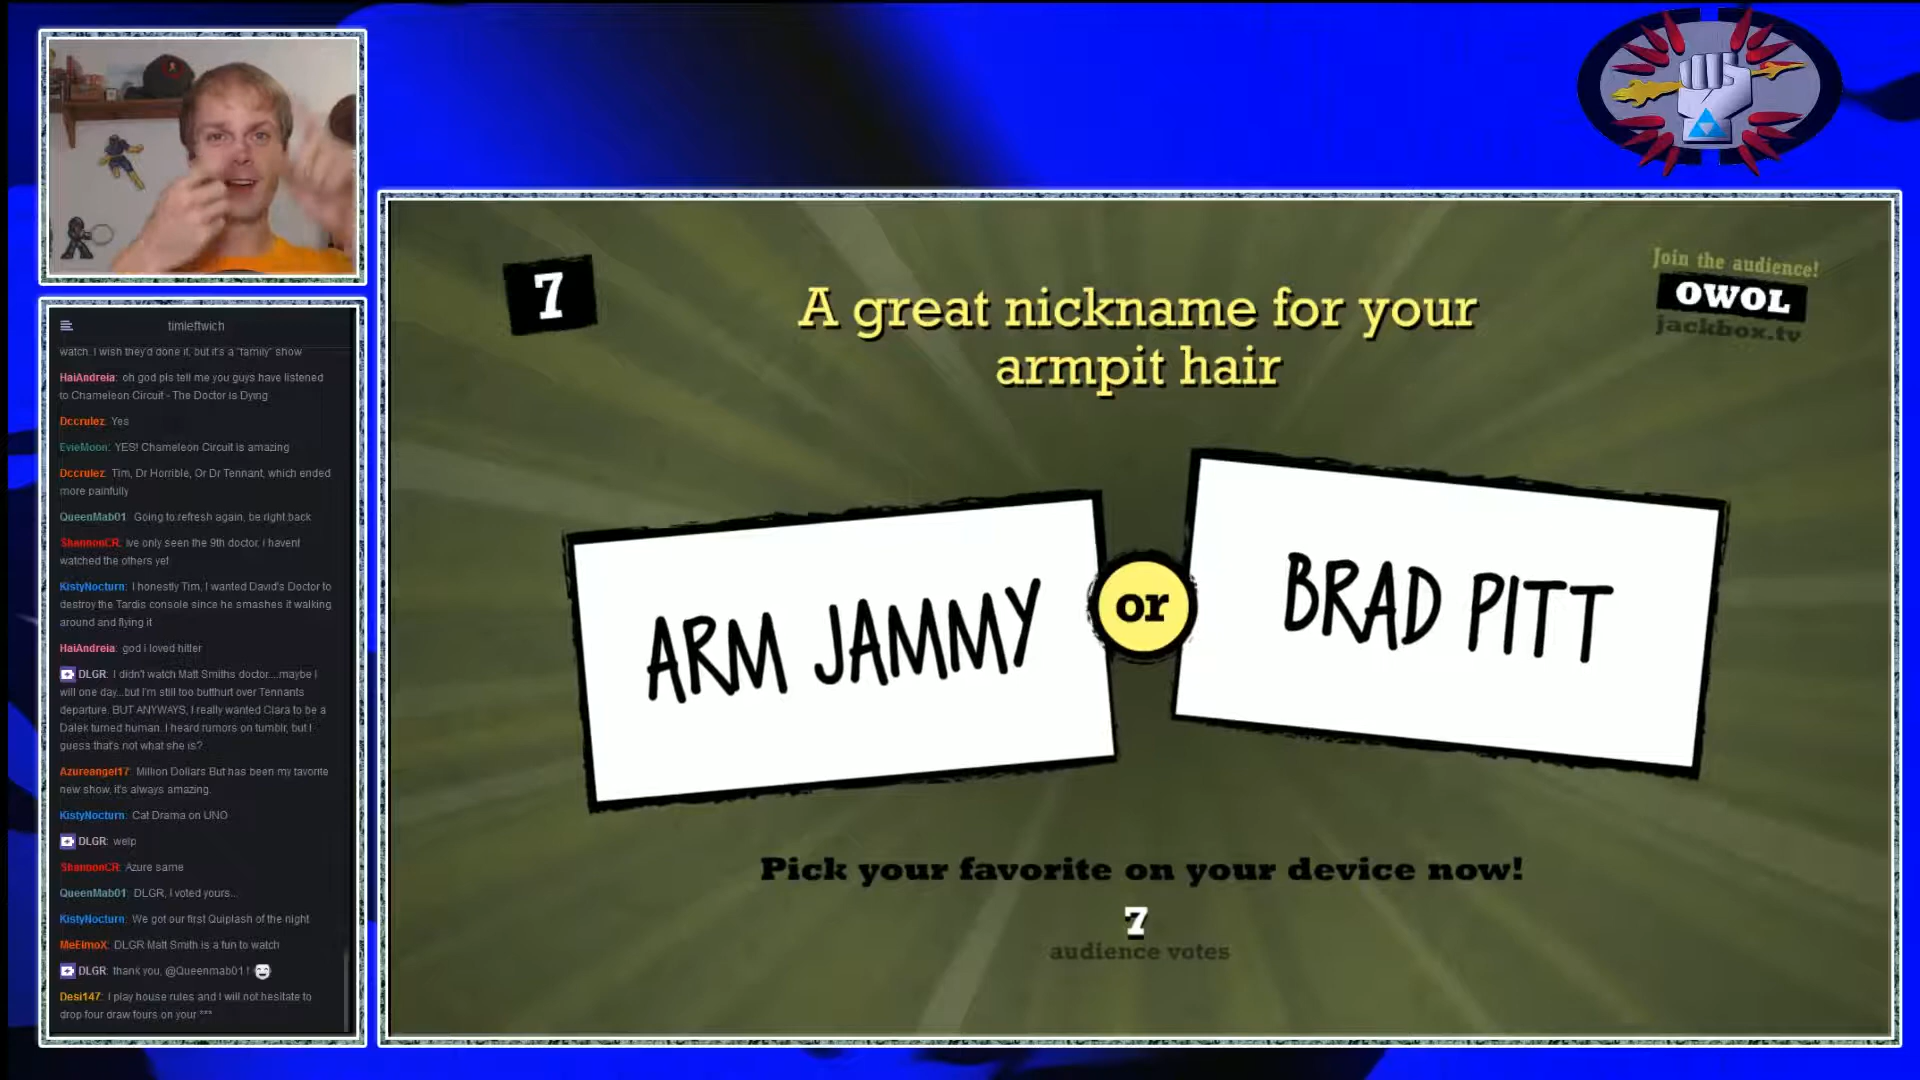 timleftwich
watch. I wish they'd done it, but it's a "family" show
HaiAndreia: oh god pls tell me you guys have listened
to Chameleon Circuit - The Doctor is Dying
Dccrulez: Yes
EvieMoon: YES! Chameleon Circuit is amazing
Dccrulez: Tim, Dr Horrible, Or Dr Tennant, which ended
more painfully
QueenMab01: Going to refresh again, be right back
ShannonCR: ive only seen the 9th doctor, i havent
watched the others yet
KistyNocturn: I honestly Tim, I wanted David's Doctor to
destroy the Tardis console since he smashes it walking
around and flying it
HaiAndreia: god i loved hitler
DLGR: I didn't watch Matt Smiths doctor....maybe I
will one day...but I'm still too butthurt over Tennants
departure. BUT ANYWAYS, I really wanted Clara to be a
Dalek turned human. I heard rumors on tumblr, but I
guess that's not what she is?
Azureangel17: Million Dollars But has been my favorite
new show, it's always amazing.
KistyNocturn: Cat Drama on UNO
DLGR: welp
ShannonCR: Azure same
QueenMab01: DLGR, I voted yours...
KistyNocturn: We got our first Quiplash of the night
MeElmoX: DLGR Matt Smith is a fun to watch
DLGR: thank you, @Queenmab01 !
Desi147: I play house rules and I will not hesitate to
drop four draw fours on your ***
7
A great nickname for your
armpit hair
Join the audience!
OWOL
jackbox.tv
ARM JAMMY
or
BRAD PITT
Pick your favorite on your device now!
7
audience votes